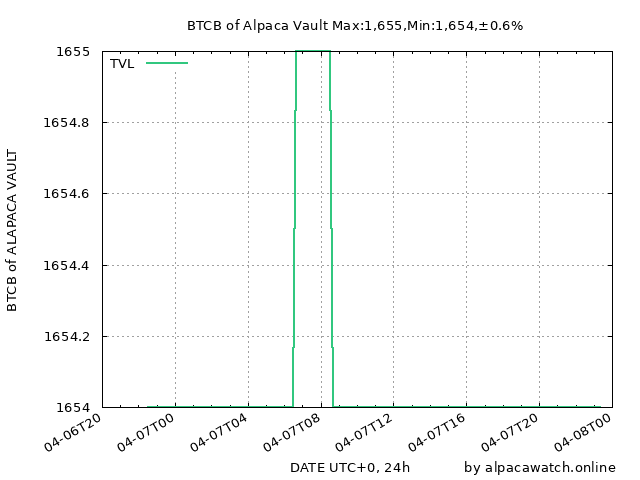 BTCB of Alpaca Vault Max:1,655,Min:1,654,±0.6%
TVL
BTCB of ALAPACA VAULT
1655
1654.8
1654.6
1654.4
1654.2
1654
04-06T20
04-07T00
04-07T04
04-07T08
04-07T12
04-07T16
04-07T20
04-08T00
DATE UTC+0, 24h
by alpacawatch.online